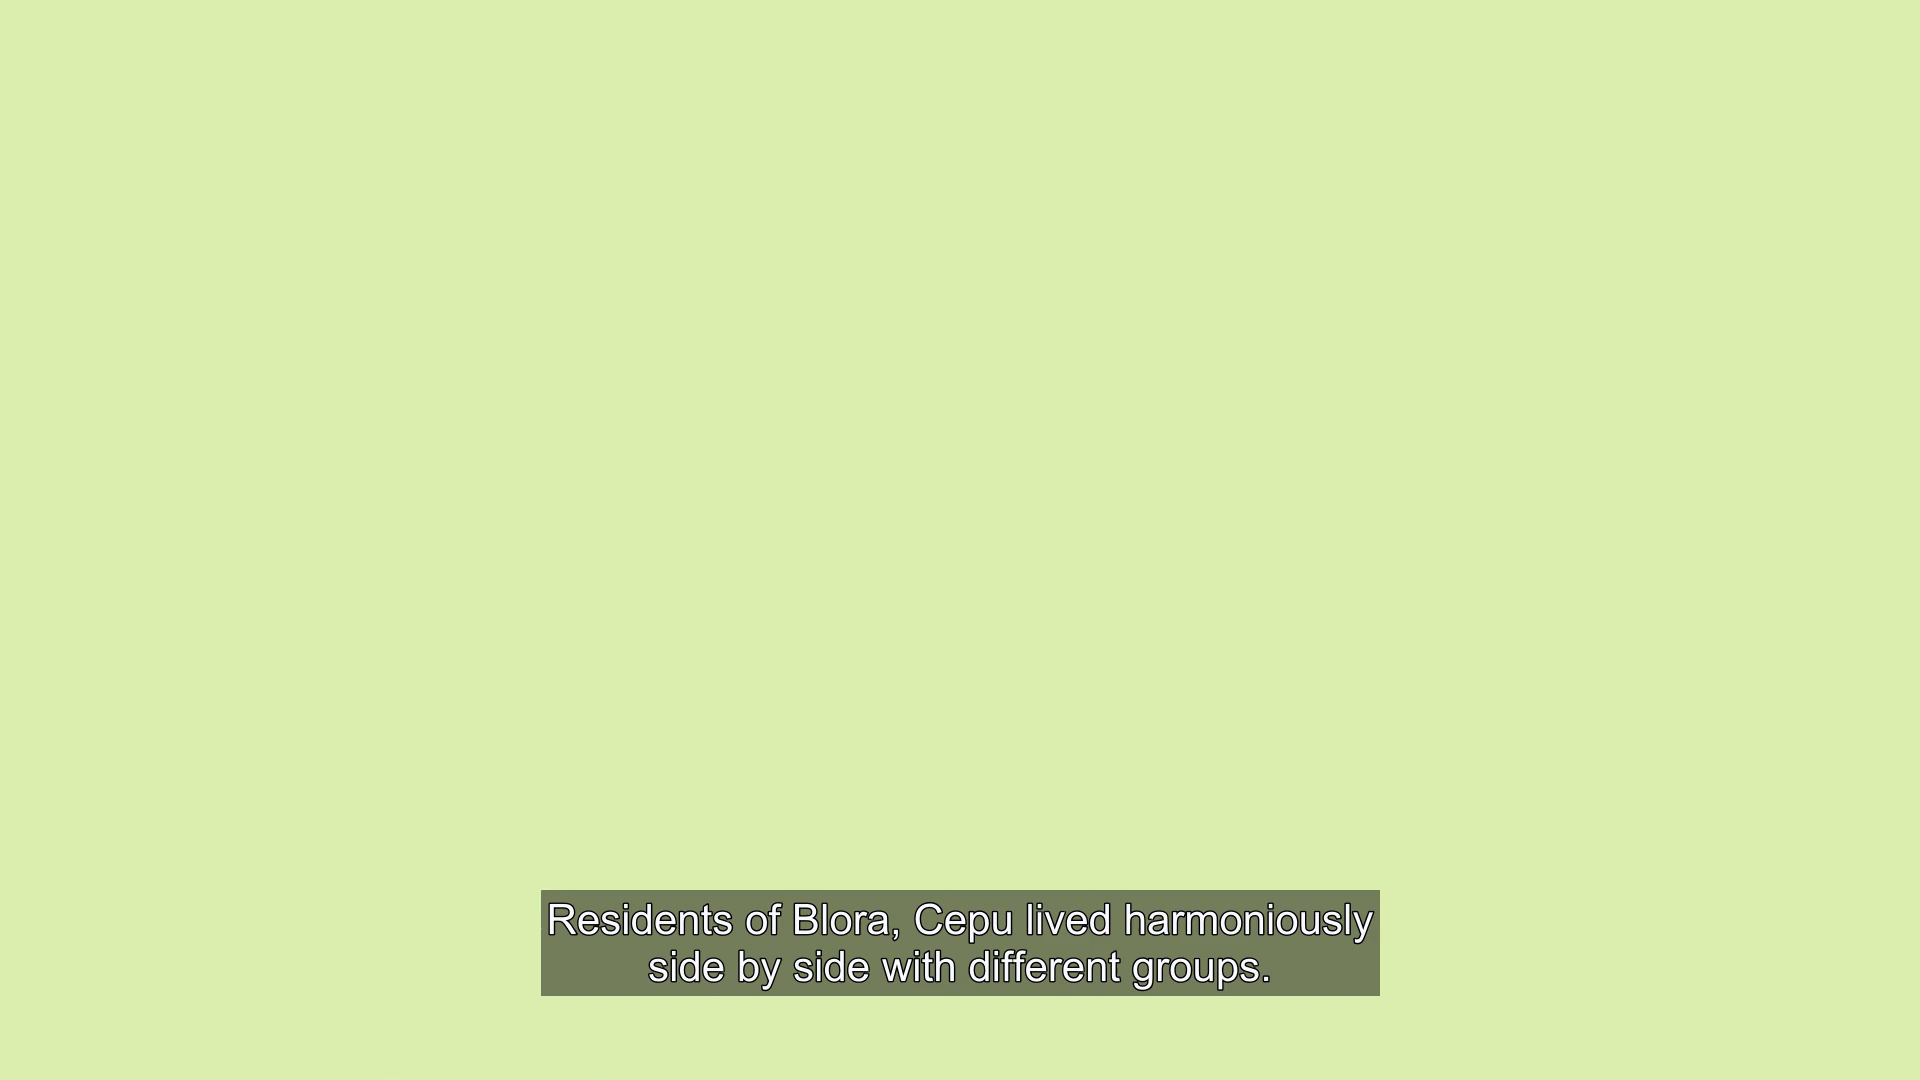 Residents of Blora, Cepu lived harmoniously
side by side with different groups.